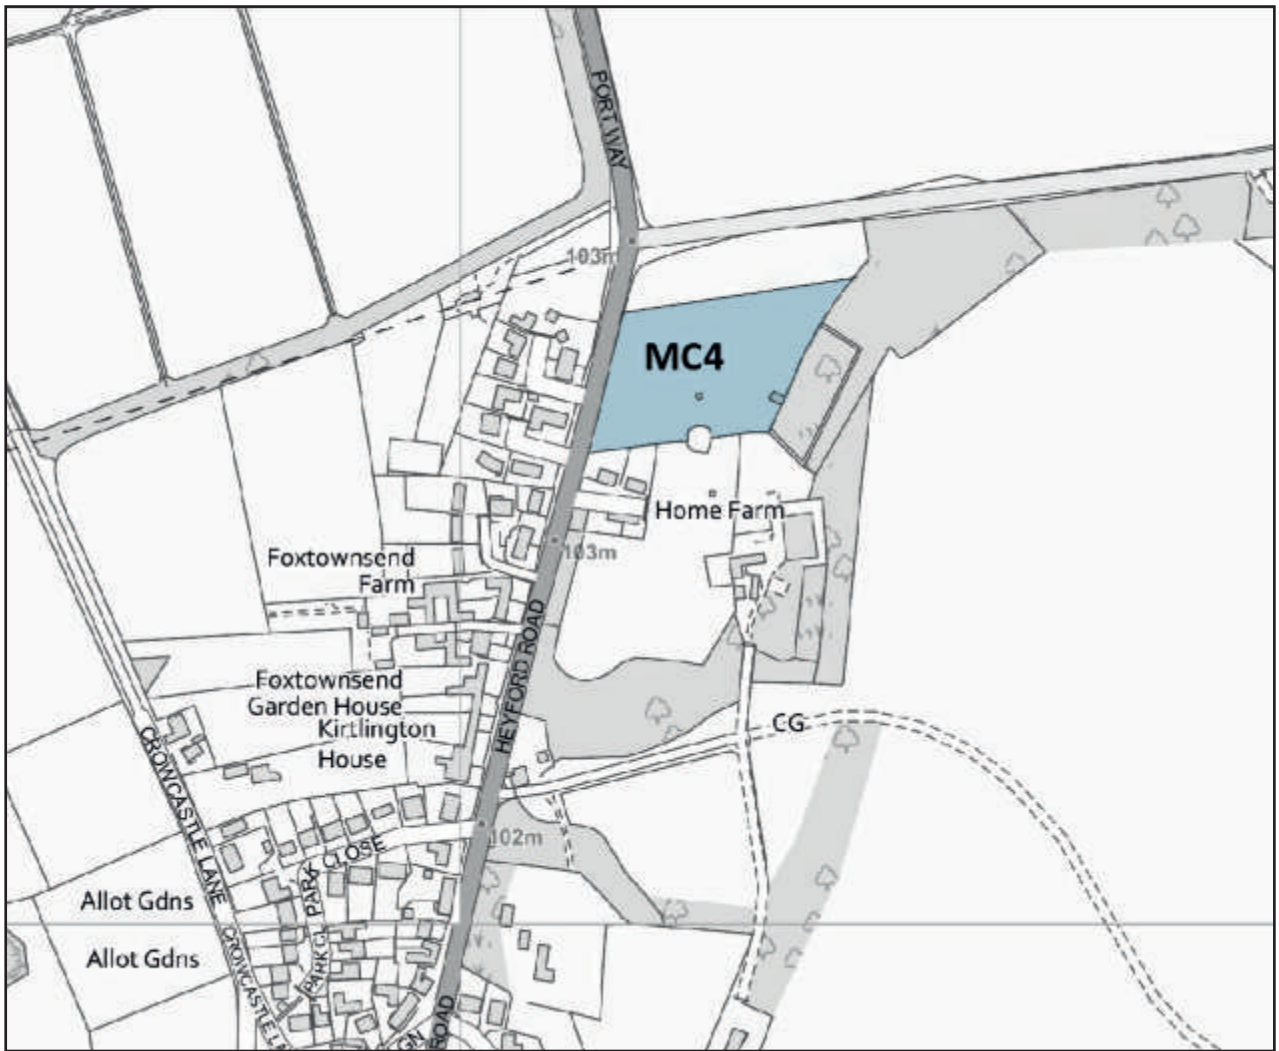 PORT WAY
103m
MC4
Home Farm
103m
Foxtownsend
Farm
HEYFORD ROAD
Foxtownsend
Garden House
Kirtlington
House
CG
CROWCASTLE LANE
102m
PARK CLOSE
Allot Gdns
PARK CL
CROWCASTLE LA
Allot Gdns
ROAD